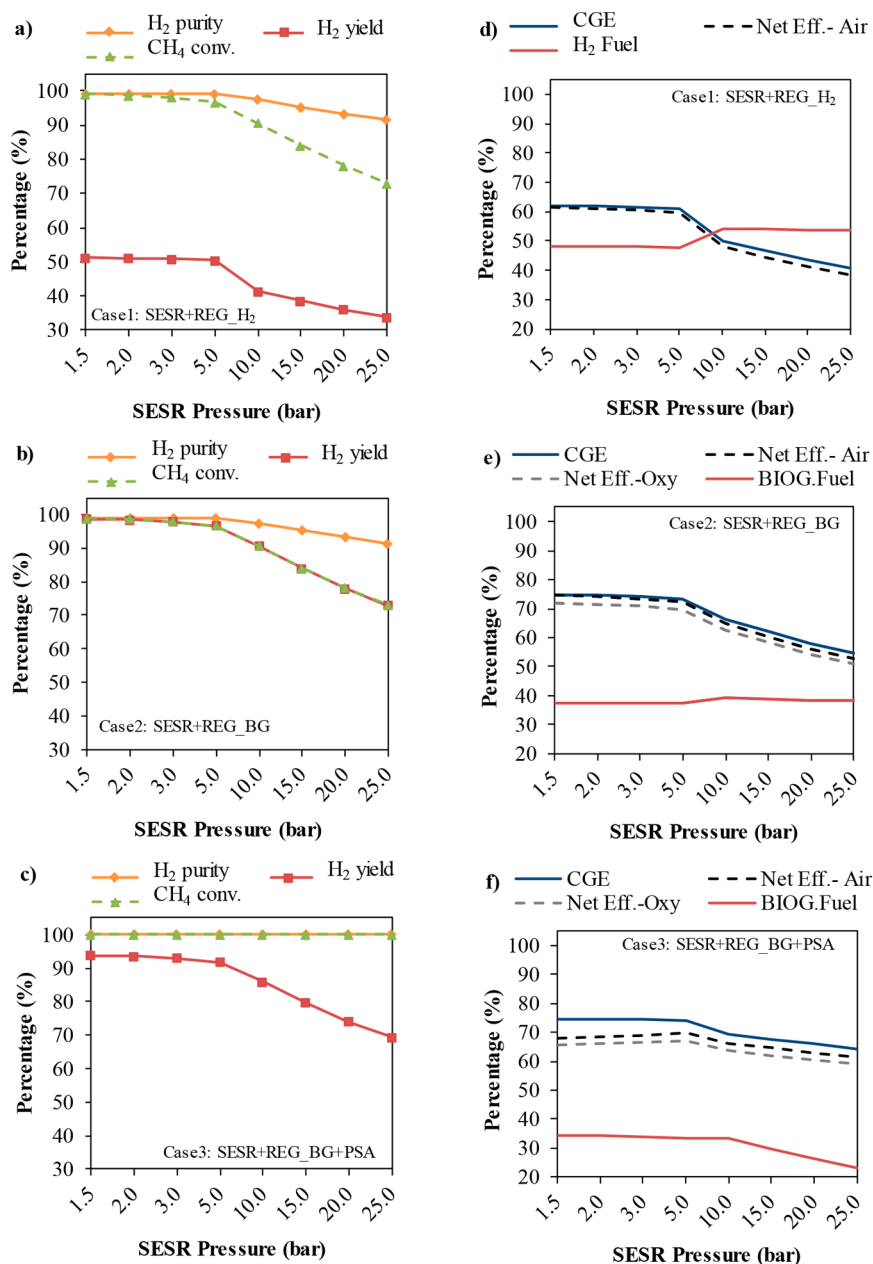 a)
H₂ purity
H₂ yield
CH₄ conv.
Percentage (%)
100
90
80
70
60
50
40
30
Case1: SESR+REG_H₂
1.5
2.0
3.0
5.0
10.0
15.0
20.0
25.0
SESR Pressure (bar)
d)
CGE
Net Eff.- Air
H₂ Fuel
Percentage (%)
100
90
80
70
60
50
40
30
20
Case1: SESR+REG_H₂
1.5
2.0
3.0
5.0
10.0
15.0
20.0
25.0
SESR Pressure (bar)
b)
H₂ purity
H₂ yield
CH₄ conv.
Percentage (%)
100
90
80
70
60
50
40
30
Case2: SESR+REG_BG
1.5
2.0
3.0
5.0
10.0
15.0
20.0
25.0
SESR Pressure (bar)
e)
CGE
Net Eff.- Air
Net Eff.-Oxy
BIOG.Fuel
Percentage (%)
100
90
80
70
60
50
40
30
20
Case2: SESR+REG_BG
1.5
2.0
3.0
5.0
10.0
15.0
20.0
25.0
SESR Pressure (bar)
c)
H₂ purity
H₂ yield
CH₄ conv.
Percentage (%)
100
90
80
70
60
50
40
30
Case3: SESR+REG_BG+PSA
1.5
2.0
3.0
5.0
10.0
15.0
20.0
25.0
SESR Pressure (bar)
f)
CGE
Net Eff.- Air
Net Eff.-Oxy
BIOG.Fuel
Percentage (%)
100
90
80
70
60
50
40
30
20
Case3: SESR+REG_BG+PSA
1.5
2.0
3.0
5.0
10.0
15.0
20.0
25.0
SESR Pressure (bar)